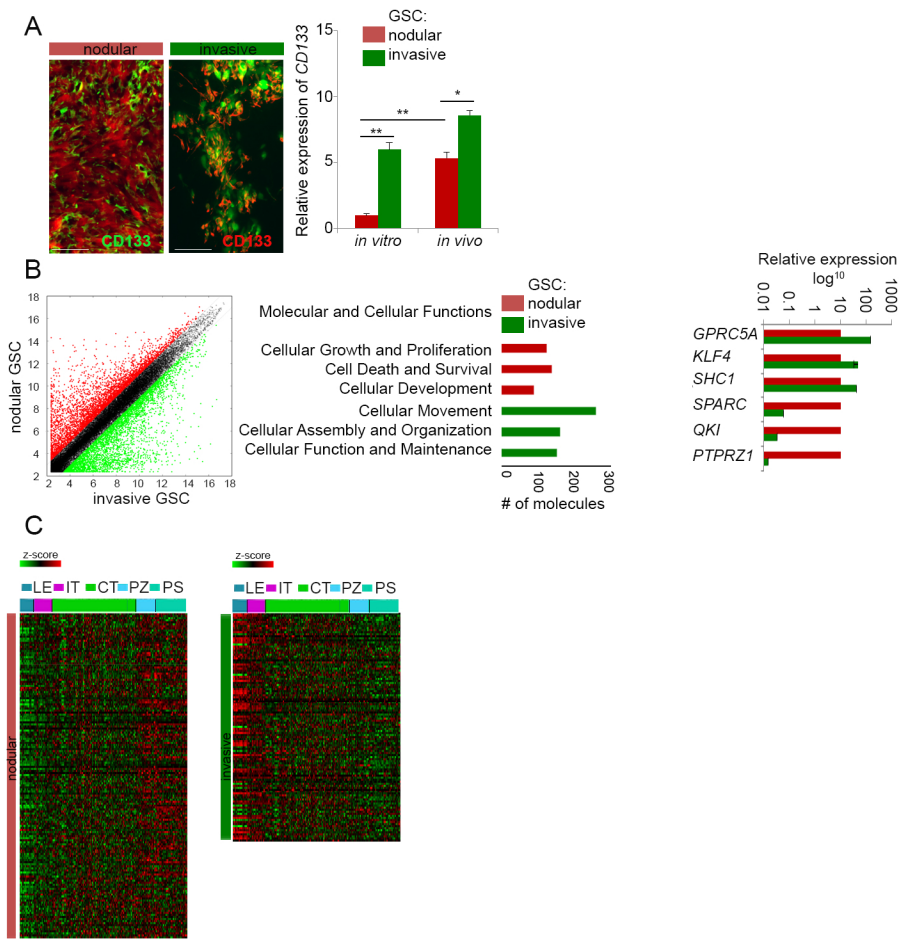 A
nodular
invasive
CD133
CD133
Relative expression of CD133
15
10
5
0
GSC:
nodular
invasive
**
**
*
in vitro
in vivo
B
nodular GSC
18
16
14
12
10
8
6
4
2
2 4 6 8 10 12 14 16 18
invasive GSC
Molecular and Cellular Functions
GSC:
nodular
invasive
Cellular Growth and Proliferation
Cell Death and Survival
Cellular Development
Cellular Movement
Cellular Assembly and Organization
Cellular Function and Maintenance
0 100 200 300
# of molecules
Relative expression
log10
0.01 0.1 1 10 100 1000
GPRC5A
KLF4
SHC1
SPARC
QKI
PTPRZ1
C
z-score
LE IT CT PZ PS
nodular
z-score
LE IT CT PZ PS
invasive